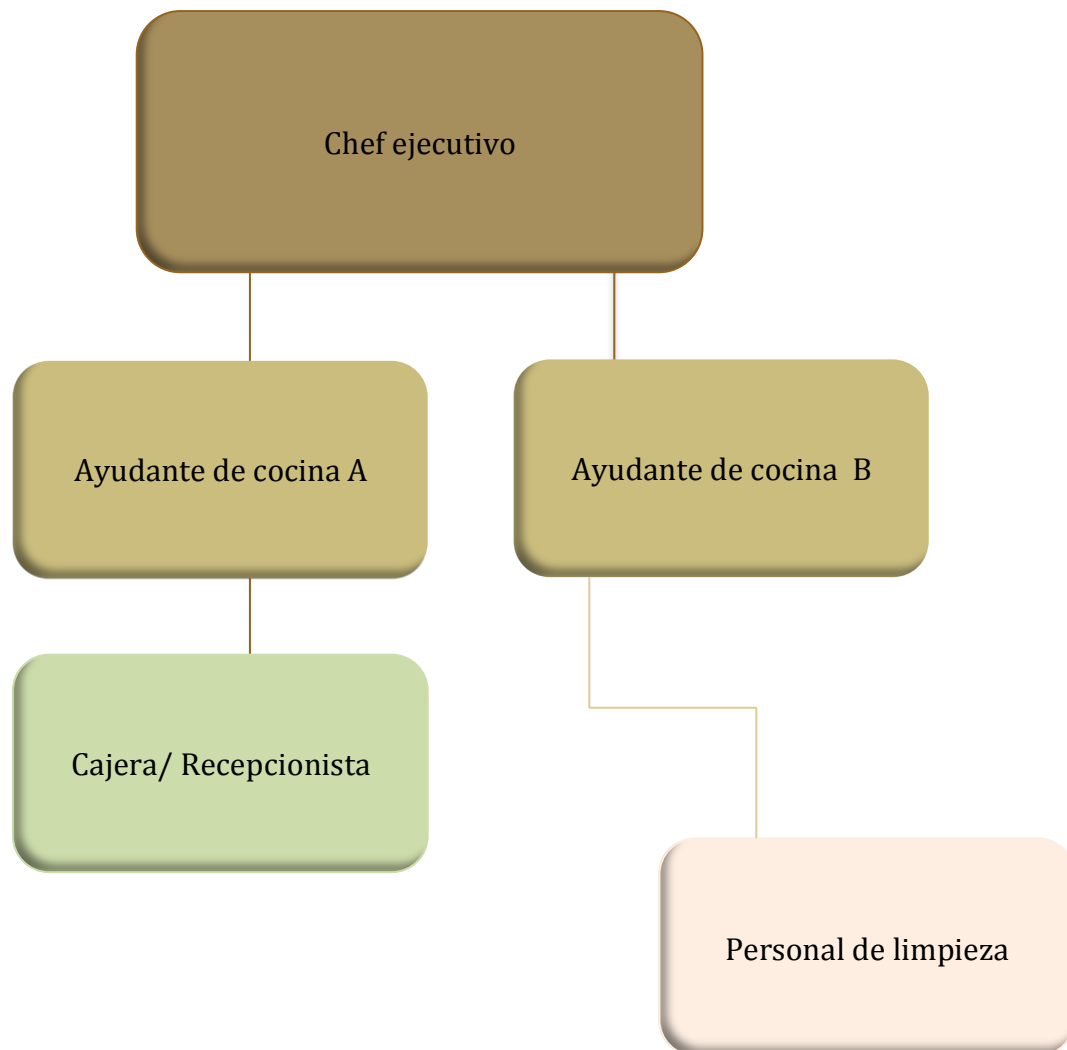 Chef ejecutivo
Ayudante de cocina A
Ayudante de cocina  B
Cajera/ Recepcionista
Personal de limpieza